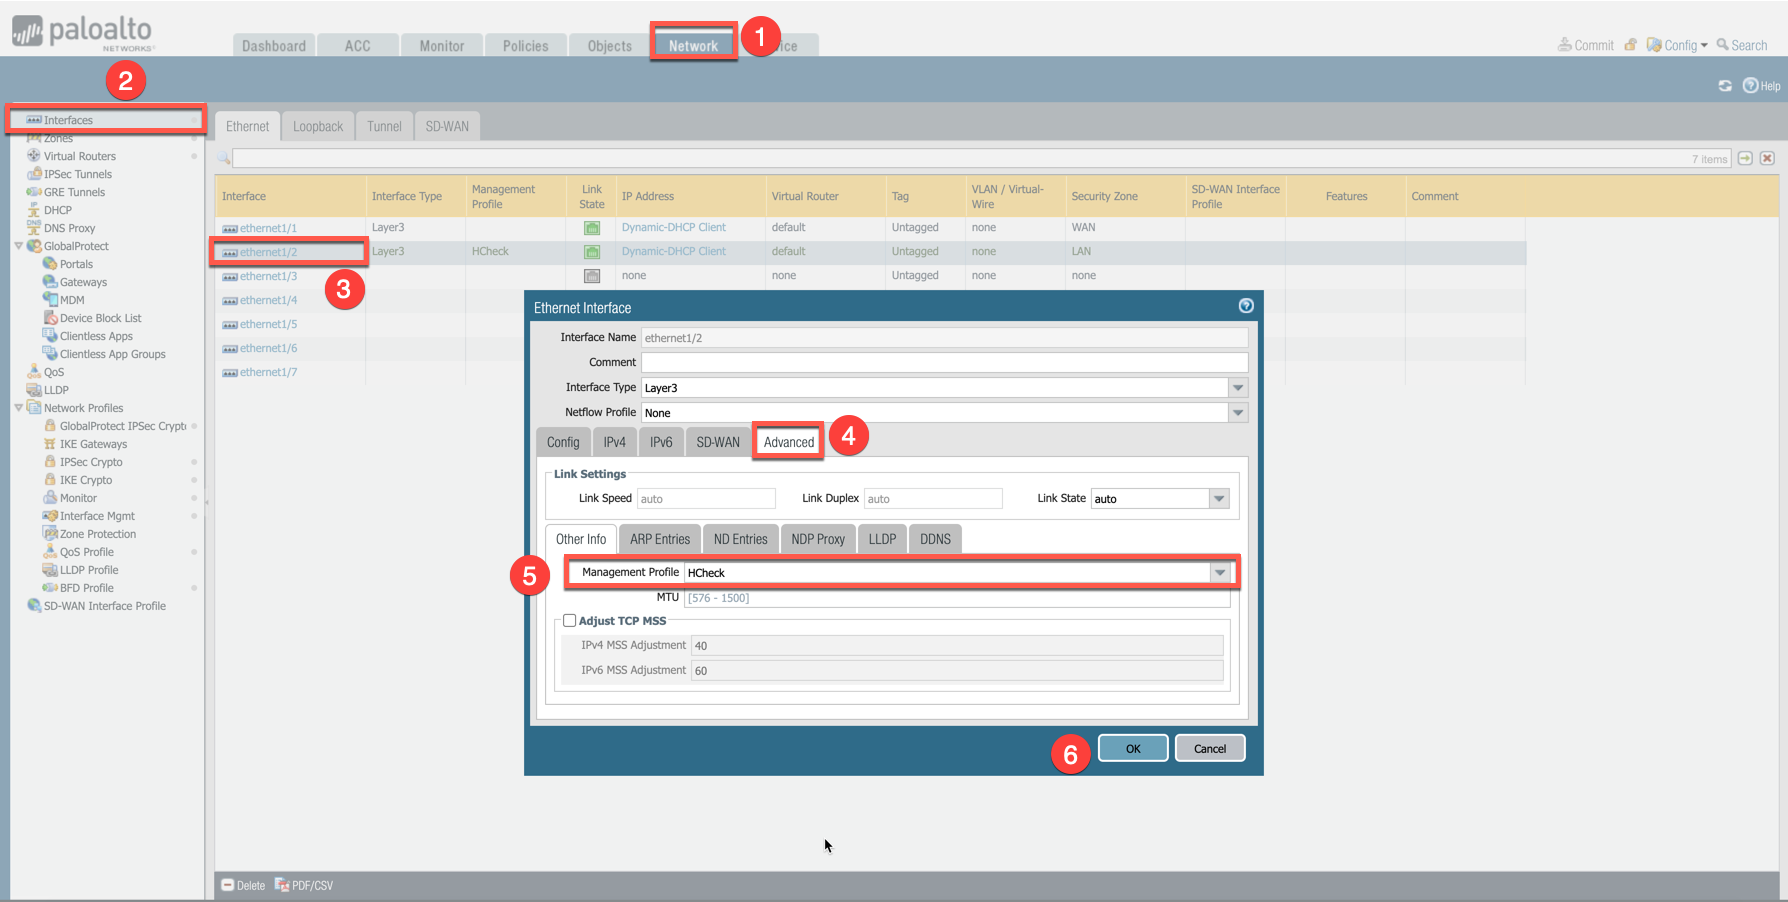 paloalto
NETWORKS
Dashboard ACC Monitor Policies Objects Network 1 ice
Commit Config Search
2
Help
Interfaces
Zones
Virtual Routers
IPSec Tunnels
GRE Tunnels
DHCP
DNS Proxy
GlobalProtect
Portals
Gateways
MDM
Device Block List
Clientless Apps
Clientless App Groups
QoS
LLDP
Network Profiles
GlobalProtect IPSec Crypt
IKE Gateways
IPSec Crypto
IKE Crypto
Monitor
Interface Mgmt
Zone Protection
QoS Profile
LLDP Profile
BFD Profile
SD-WAN Interface Profile
Ethernet Loopback Tunnel SD-WAN
7 items
Interface Interface Type Management Profile Link State IP Address Virtual Router Tag VLAN / Virtual-Wire Security Zone SD-WAN Interface Profile Features Comment
ethernet1/1 Layer3 Dynamic-DHCP Client default Untagged none WAN
ethernet1/2 Layer3 HCheck Dynamic-DHCP Client default Untagged none LAN
ethernet1/3 none none Untagged none none
3
ethernet1/4
ethernet1/5
ethernet1/6
ethernet1/7
Ethernet Interface
Interface Name ethernet1/2
Comment
Interface Type Layer3
Netflow Profile None
Config IPv4 IPv6 SD-WAN Advanced 4
Link Settings
Link Speed auto Link Duplex auto Link State auto
Other Info ARP Entries ND Entries NDP Proxy LLDP DDNS
5 Management Profile HCheck
MTU [576 - 1500]
Adjust TCP MSS
IPv4 MSS Adjustment 40
IPv6 MSS Adjustment 60
6 OK Cancel
Delete PDF/CSV